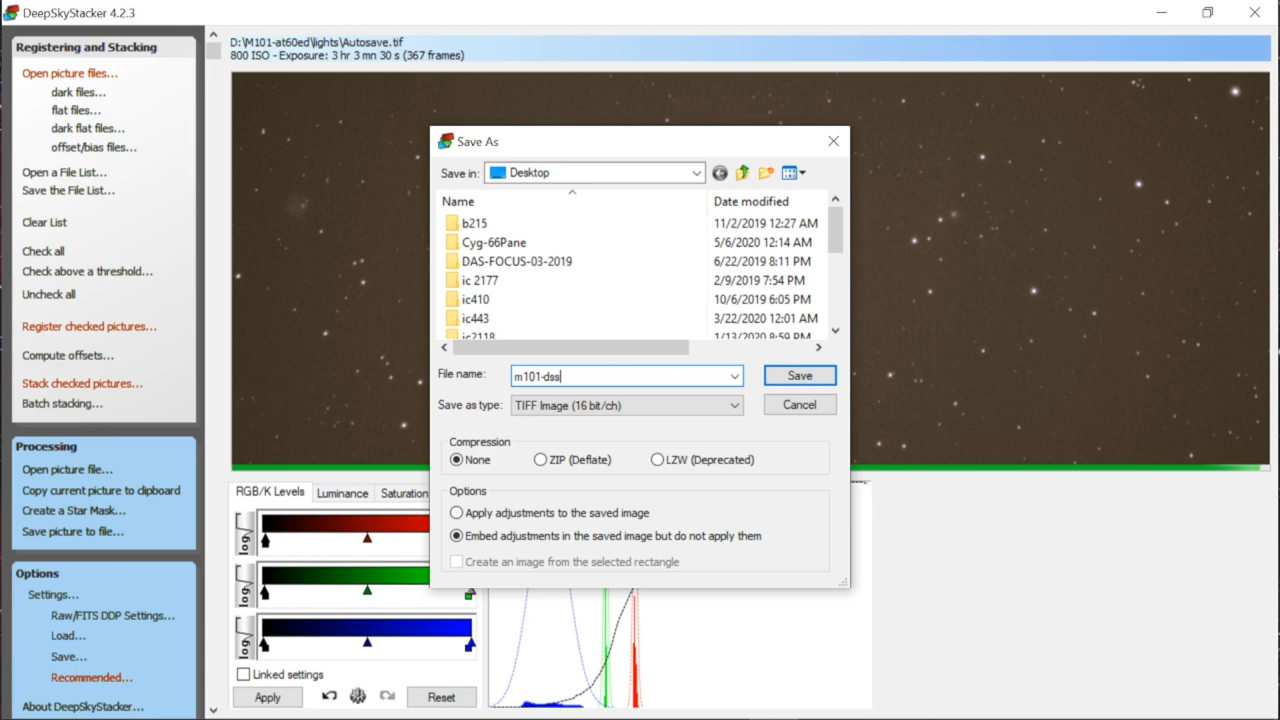 DeepSkyStacker 4.2.3
Registering and Stacking
Open picture files...
dark files...
flat files...
dark flat files...
offset/bias files...
Open a File List...
Save the File List...
Clear List
Check all
Check above a threshold...
Uncheck all
Register checked pictures...
Compute offsets...
Stack checked pictures...
Batch stacking...
Processing
Open picture file...
Copy current picture to clipboard
Create a Star Mask...
Save picture to file...
Options
Settings...
Raw/FITS DDP Settings...
Load...
Save...
Recommended...
About DeepSkyStacker...
D:\M101-at60ed\lights\Autosave.tif
800 ISO - Exposure: 3 hr 3 mn 30 s (367 frames)
Save As
Save in: Desktop
Name Date modified
b215 11/2/2019 12:27 AM
Cyg-66Pane 5/6/2020 12:14 AM
DAS-FOCUS-03-2019 6/22/2019 8:11 PM
ic 2177 2/9/2019 7:54 PM
ic410 10/6/2019 6:05 PM
ic443 3/22/2020 12:01 AM
ic2118 1/13/2020 8:59 PM
File name: m101-dss Save
Save as type: TIFF Image (16 bit/ch) Cancel
Compression
None ZIP (Deflate) LZW (Deprecated)
Options
Apply adjustments to the saved image
Embed adjustments in the saved image but do not apply them
Create an image from the selected rectangle
RGB/K Levels Luminance Saturation
log
log
log
Linked settings
Apply Reset